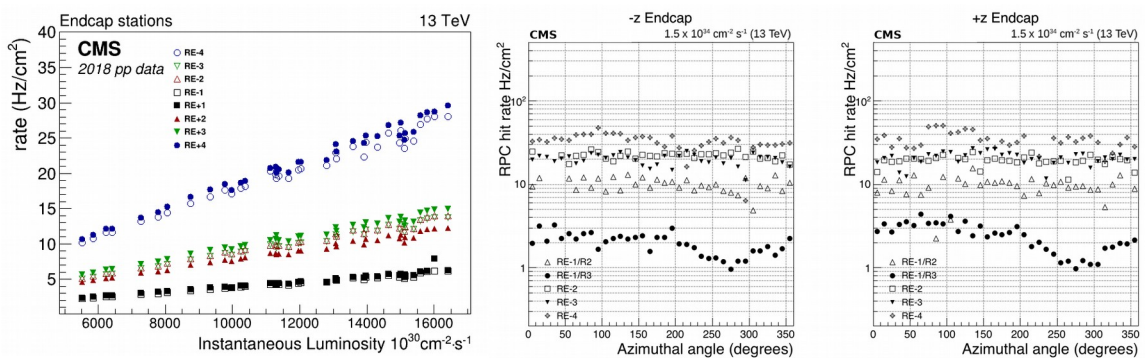 Endcap stations 13 TeV
rate (Hz/cm²)
40
35
30
25
20
15
10
5
CMS
2018 pp data
RE-4
RE-3
RE-2
RE-1
RE+1
RE+2
RE+3
RE+4
6000 8000 10000 12000 14000 16000
Instantaneous Luminosity 10³⁰cm⁻²·s⁻¹
-z Endcap
CMS 1.5 x 10³⁴ cm⁻² s⁻¹ (13 TeV)
RPC hit rate Hz/cm²
10²
10
1
RE-1/R2
RE-1/R3
RE-2
RE-3
RE-4
0 50 100 150 200 250 300 350
Azimuthal angle (degrees)
+z Endcap
CMS 1.5 x 10³⁴ cm⁻² s⁻¹ (13 TeV)
RPC hit rate Hz/cm²
10²
10
1
RE-1/R2
RE-1/R3
RE-2
RE-3
RE-4
0 50 100 150 200 250 300 350
Azimuthal angle (degrees)